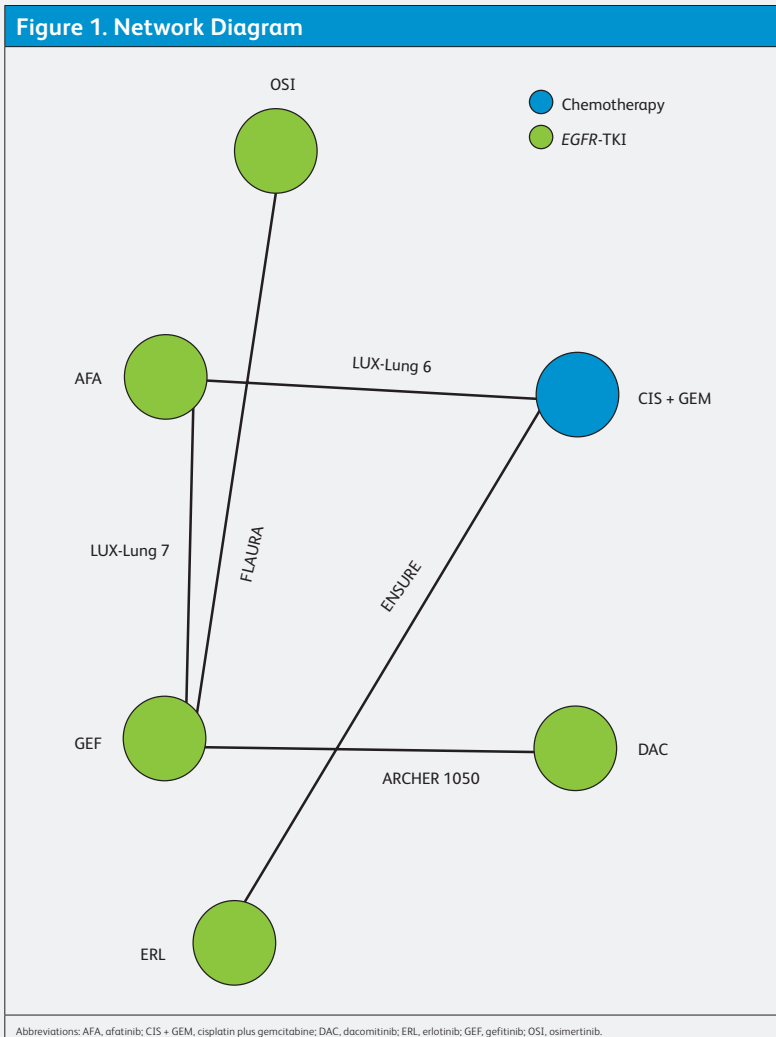 Figure 1. Network Diagram
OSI
Chemotherapy
EGFR-TKI
AFA
LUX-Lung 6
CIS + GEM
LUX-Lung 7
FLAURA
ENSURE
GEF
DAC
ARCHER 1050
ERL
Abbreviations: AFA, afatinib; CIS + GEM, cisplatin plus gemcitabine; DAC, dacomitinib; ERL, erlotinib; GEF, gefitinib; OSI, osimertinib.